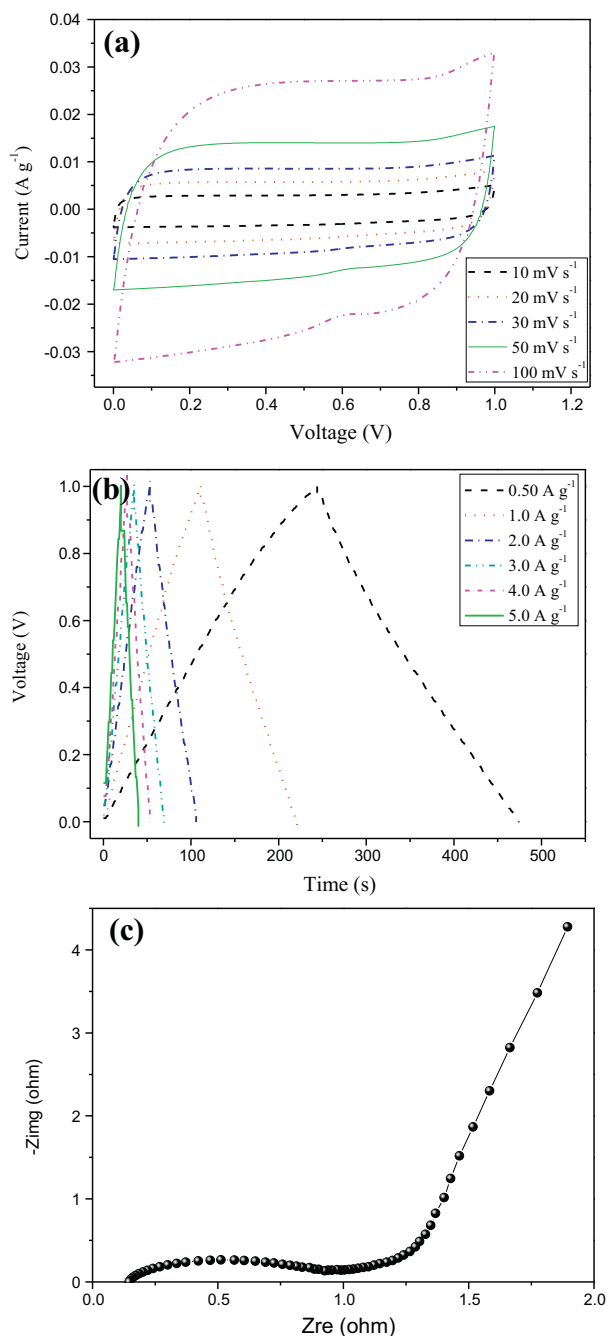 (a)
0.04
0.03
0.02
0.01
0.00
-0.01
-0.02
-0.03
Current (A g⁻¹)
10 mV s⁻¹
20 mV s⁻¹
30 mV s⁻¹
50 mV s⁻¹
100 mV s⁻¹
0.0 0.2 0.4 0.6 0.8 1.0 1.2
Voltage (V)
(b)
1.0
0.8
0.6
0.4
0.2
0.0
Voltage (V)
0.50 A g⁻¹
1.0 A g⁻¹
2.0 A g⁻¹
3.0 A g⁻¹
4.0 A g⁻¹
5.0 A g⁻¹
0 100 200 300 400 500
Time (s)
(c)
4
3
2
1
0
-Zimg (ohm)
0.0 0.5 1.0 1.5 2.0
Zre (ohm)